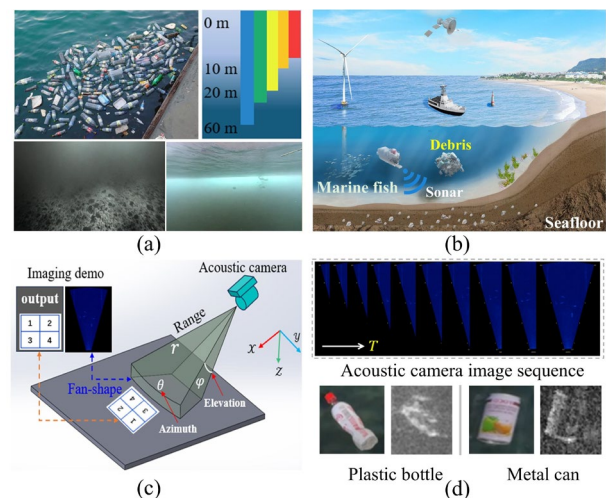 0 m
10 m
20 m
60 m
(a)
Debris
Marine fish
Sonar
Seafloor
(b)
Imaging demo
output
1 2
3 4
Acoustic camera
Range
r
x
y
z
Fan-shape
θ
φ
4
2 3
1
Elevation
Azimuth
(c)
T
Acoustic camera image sequence
Plastic bottle
Metal can
(d)